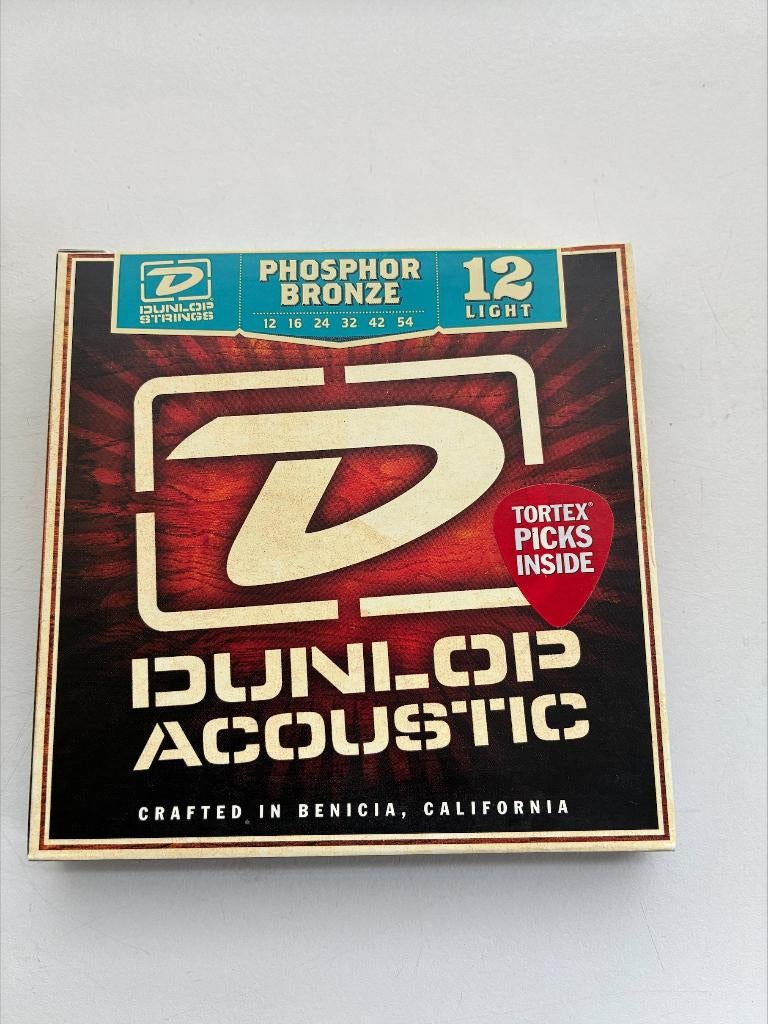 DUNLOP
STRINGS
PHOSPHOR
BRONZE
12 16 24 32 42 54
12
LIGHT
D
TORTEX®
PICKS
INSIDE
DUNLOP
ACOUSTIC
CRAFTED IN BENICIA, CALIFORNIA